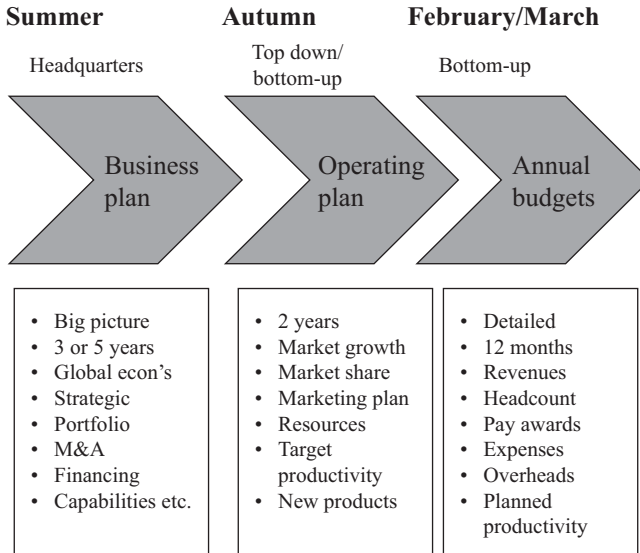 Summer
Autumn
February/March
Headquarters
Top down/
bottom-up
Bottom-up
Business
plan
Operating
plan
Annual
budgets
• Big picture
• 3 or 5 years
• Global econ's
• Strategic
• Portfolio
• M&A
• Financing
• Capabilities etc.
• 2 years
• Market growth
• Market share
• Marketing plan
• Resources
• Target
productivity
• New products
• Detailed
• 12 months
• Revenues
• Headcount
• Pay awards
• Expenses
• Overheads
• Planned
productivity